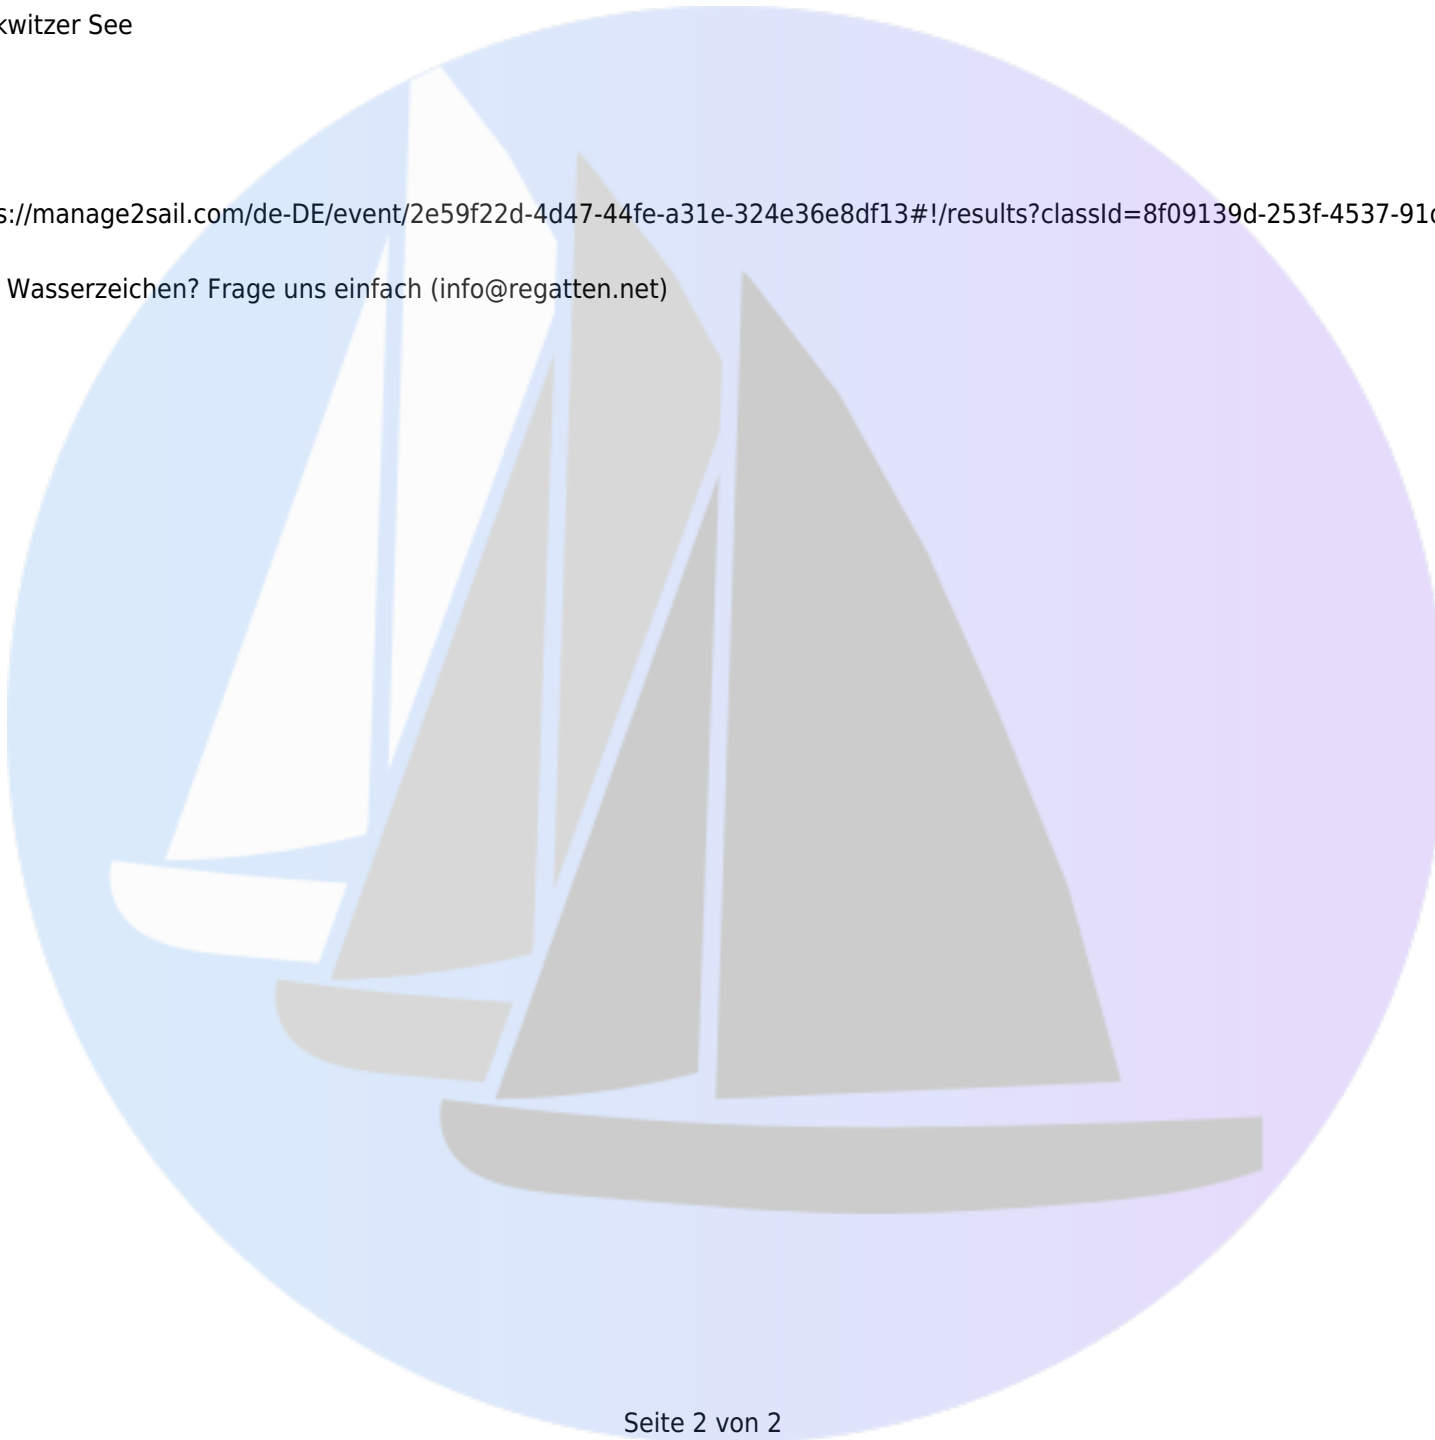 kwitzer See
s://manage2sail.com/de-DE/event/2e59f22d-4d47-44fe-a31e-324e36e8df13#!/results?classId=8f09139d-253f-4537-91
Wasserzeichen? Frage uns einfach (info@regatten.net)
Seite 2 von 2